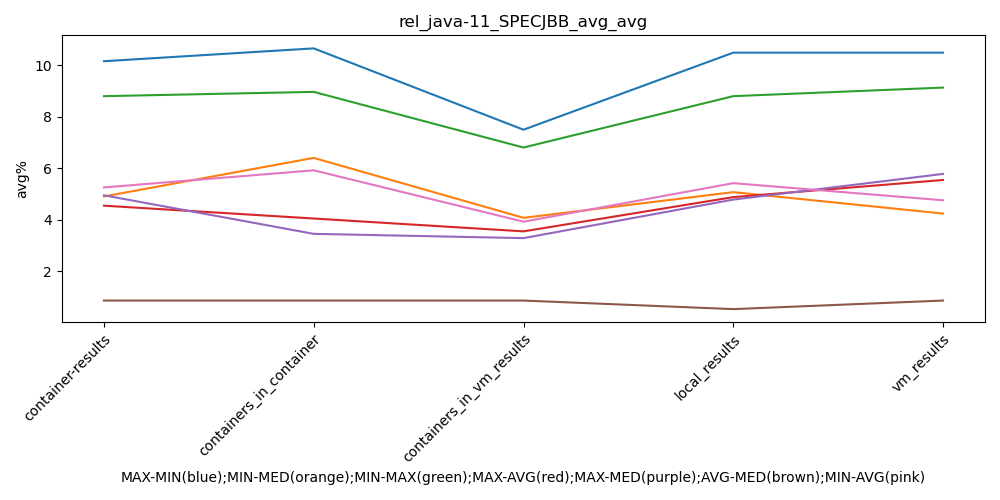 rel_java-11_SPECJBB_avg_avg
avg%
10
8
6
4
2
container-results
containers_in_container
containers_in_vm_results
local_results
vm_results
MAX-MIN(blue);MIN-MED(orange);MIN-MAX(green);MAX-AVG(red);MAX-MED(purple);AVG-MED(brown);MIN-AVG(pink)